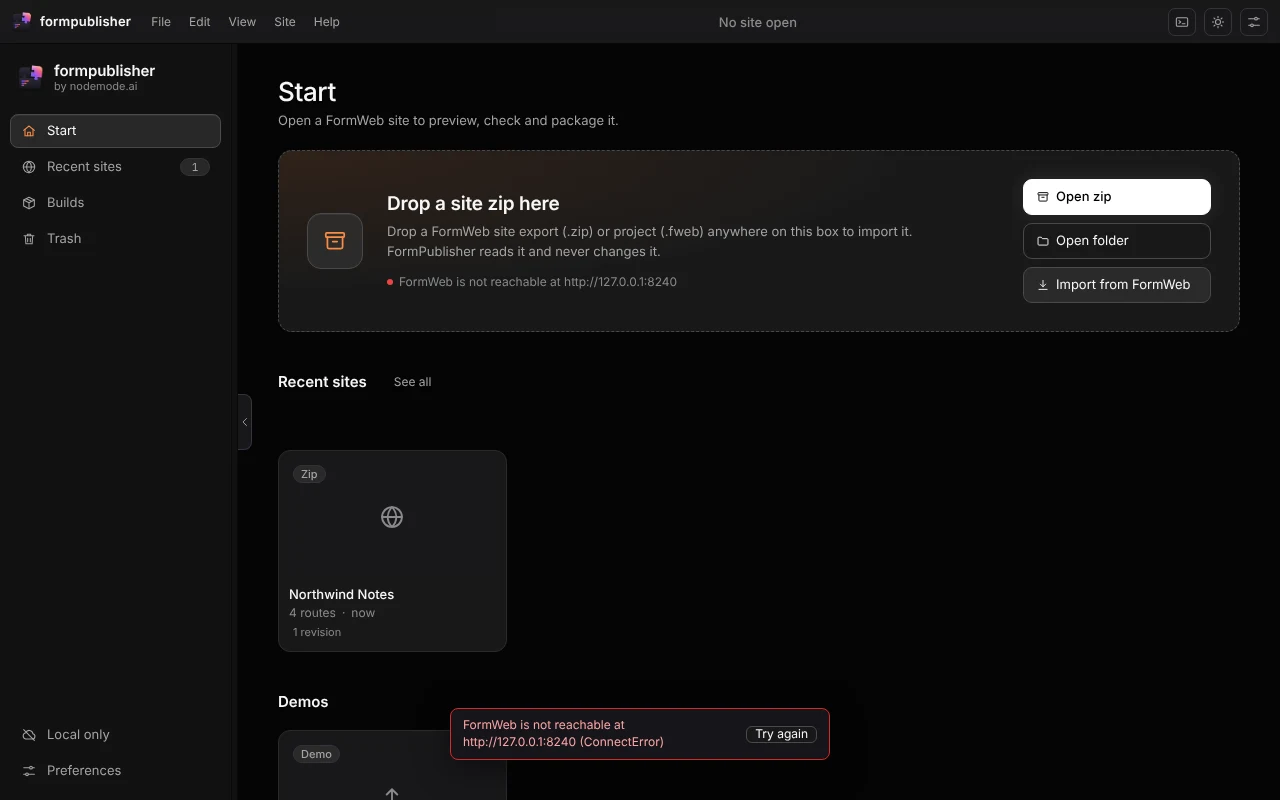 formpublisher File Edit View Site Help No site open
formpublisher
by nodemode.ai
Start
Recent sites 1
Builds
Trash
Local only
Preferences
Start
Open a FormWeb site to preview, check and package it.
Drop a site zip here
Drop a FormWeb site export (.zip) or project (.fweb) anywhere on this box to import it.
FormPublisher reads it and never changes it.
FormWeb is not reachable at http://127.0.0.1:8240
Open zip
Open folder
Import from FormWeb
Recent sites See all
Zip
Northwind Notes
4 routes · now
1 revision
Demos
Demo
FormWeb is not reachable at
http://127.0.0.1:8240 (ConnectError)
Try again